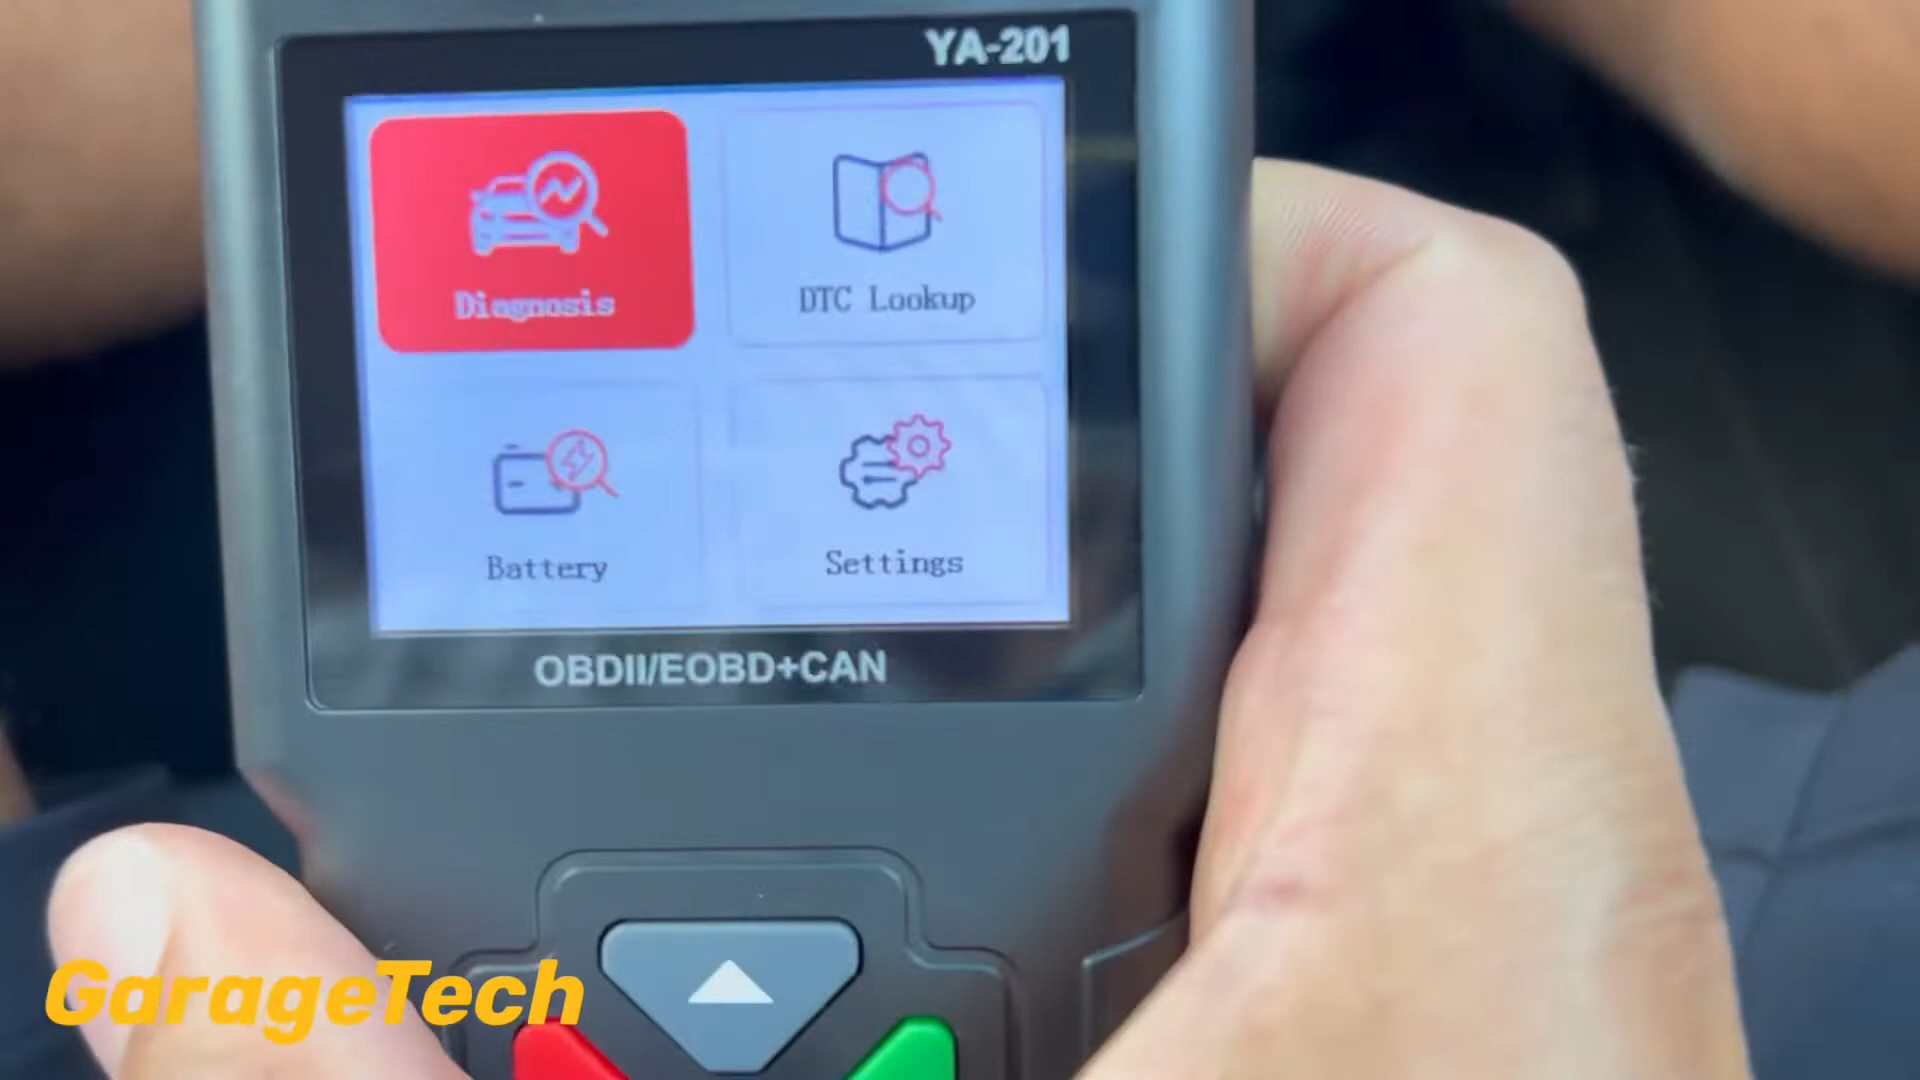 YA-201
Diagnosis
DTC Lookup
Battery
Settings
OBDII/EOBD+CAN
GarageTech